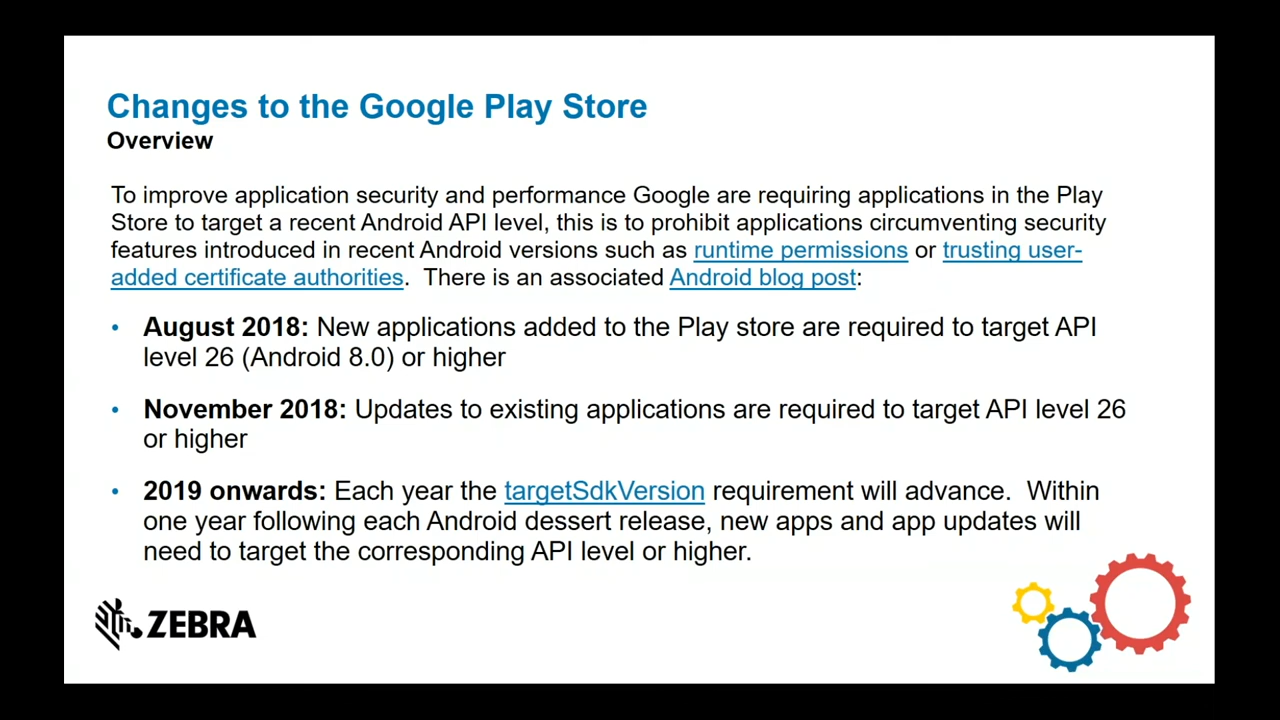 Changes to the Google Play Store
Overview
To improve application security and performance Google are requiring applications in the Play
Store to target a recent Android API level, this is to prohibit applications circumventing security
features introduced in recent Android versions such as runtime permissions or trusting user-
added certificate authorities.  There is an associated Android blog post:
• August 2018: New applications added to the Play store are required to target API
level 26 (Android 8.0) or higher
• November 2018: Updates to existing applications are required to target API level 26
or higher
• 2019 onwards: Each year the targetSdkVersion requirement will advance.  Within
one year following each Android dessert release, new apps and app updates will
need to target the corresponding API level or higher.
ZEBRA